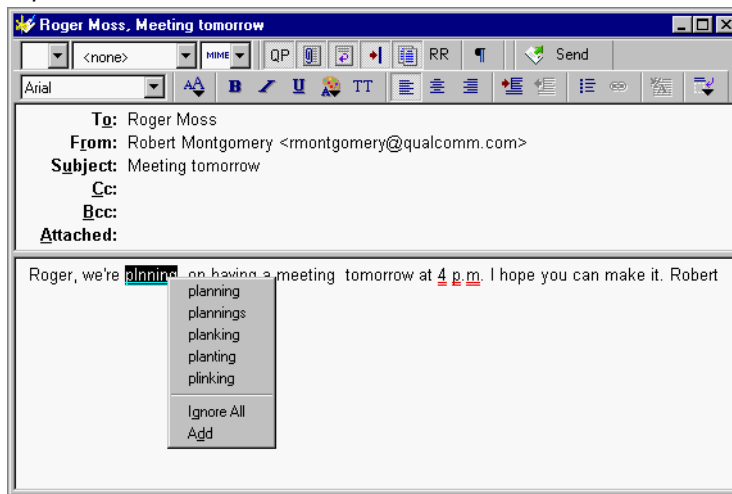 Roger Moss, Meeting tomorrow
<none> MIME QP RR ¶ Send
Arial AA B I U TT
To: Roger Moss
From: Robert Montgomery <rmontgomery@qualcomm.com>
Subject: Meeting tomorrow
Cc:
Bcc:
Attached:
Roger, we're plnning on having a meeting tomorrow at 4 p.m. I hope you can make it. Robert
planning
plannings
planking
planting
plinking
Ignore All
Add